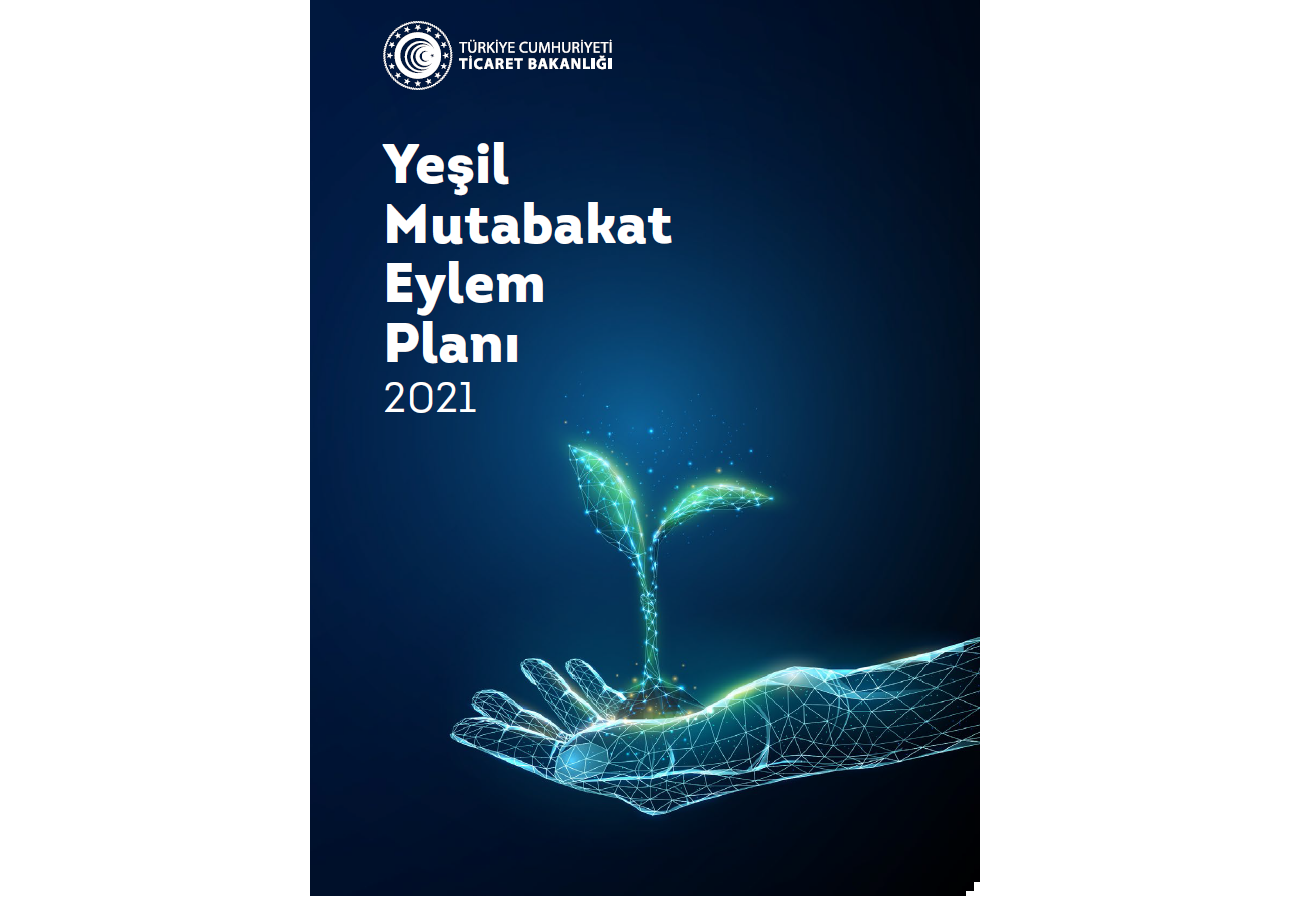 TÜRKİYE CUMHURİYETİ
TİCARET BAKANLIĞI
Yeşil
Mutabakat
Eylem
Planı
2021